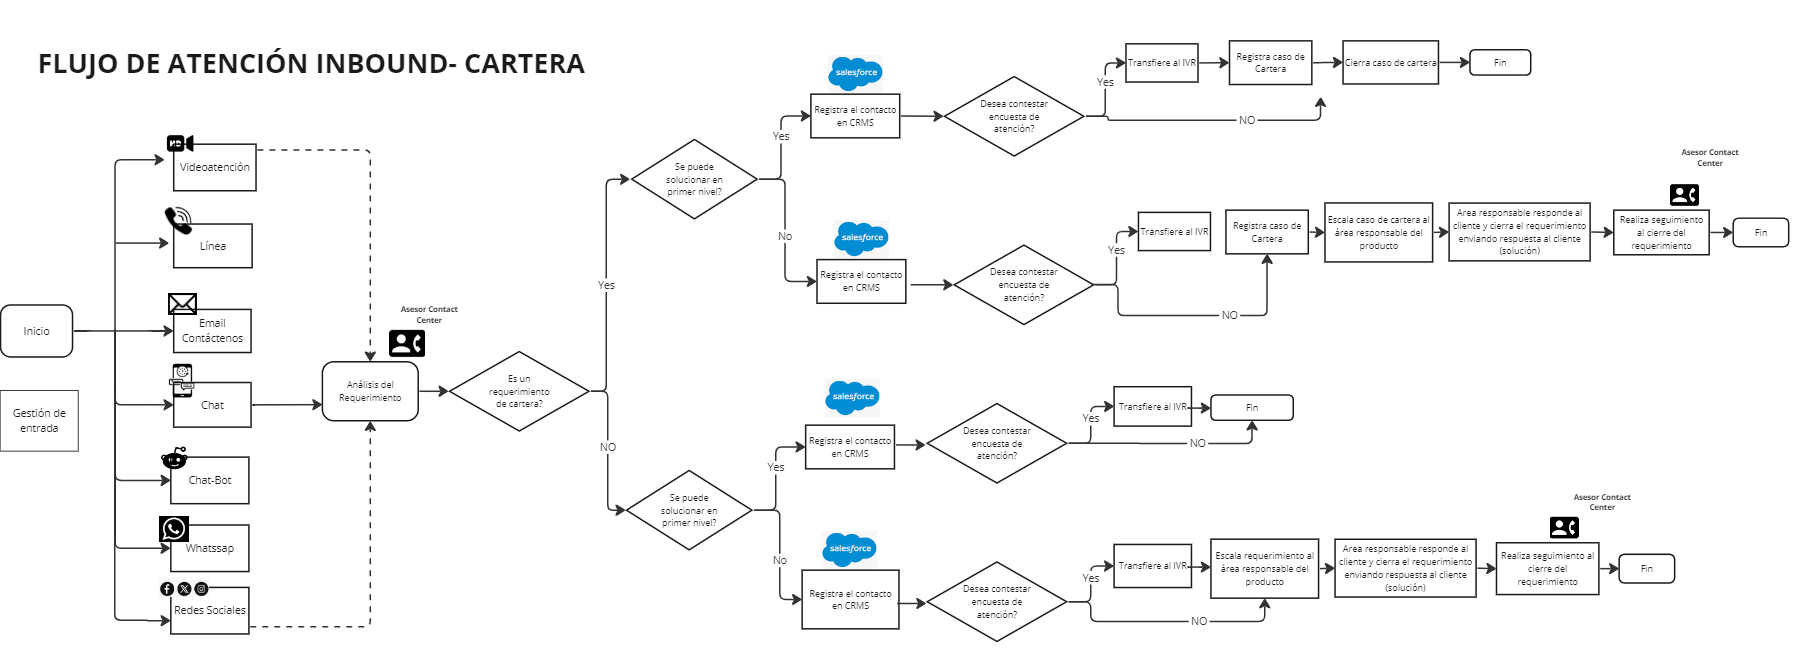 FLUJO DE ATENCIÓN INBOUND- CARTERA
Inicio
Gestión de
entrada
HD
Videoatención
Línea
Email
Contáctenos
Chat
Chat-Bot
Whatssap
Redes Sociales
Asesor Contact
Center
Análisis del
Requerimiento
Es un
requerimiento
de cartera?
Yes
NO
Se puede
solucionar en
primer nivel?
Yes
No
salesforce
Registra el contacto
en CRMS
Desea contestar
encuesta de
atención?
Yes
NO
Transfiere al IVR
Registra caso de
Cartera
Cierra caso de cartera
Fin
salesforce
Registra el contacto
en CRMS
Desea contestar
encuesta de
atención?
Yes
NO
Transfiere al IVR
Registra caso de
Cartera
Escala caso de cartera al
área responsable del
producto
Area responsable responde al
cliente y cierra el requerimiento
enviando respuesta al cliente
(solución)
Asesor Contact
Center
Realiza seguimiento
al cierre del
requerimiento
Fin
Se puede
solucionar en
primer nivel?
Yes
No
salesforce
Registra el contacto
en CRMS
Desea contestar
encuesta de
atención?
Yes
NO
Transfiere al IVR
Fin
salesforce
Registra el contacto
en CRMS
Desea contestar
encuesta de
atención?
Yes
NO
Transfiere al IVR
Escala requerimiento al
área responsable del
producto
Area responsable responde al
cliente y cierra el requerimiento
enviando respuesta al cliente
(solución)
Asesor Contact
Center
Realiza seguimiento al
cierre del
requerimiento
Fin